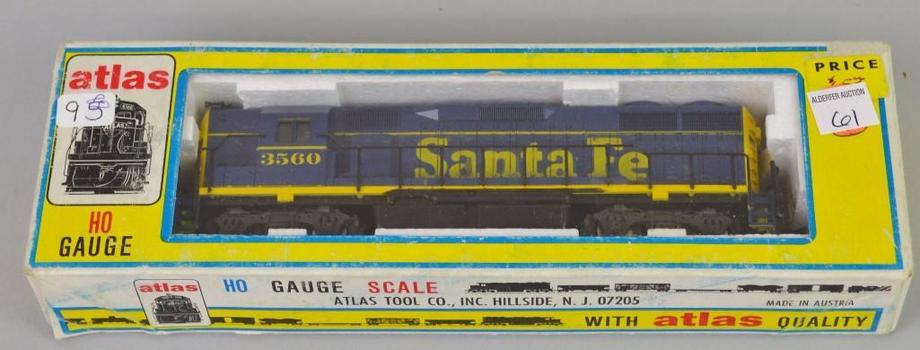 atlas
95
HO
GAUGE
3560
Santa Fe
PRICE
ALDERFER AUCTION
61
atlas HO GAUGE SCALE
ATLAS TOOL CO., INC. HILLSIDE, N. J. 07205
MADE IN AUSTRIA
WITH atlas QUALITY